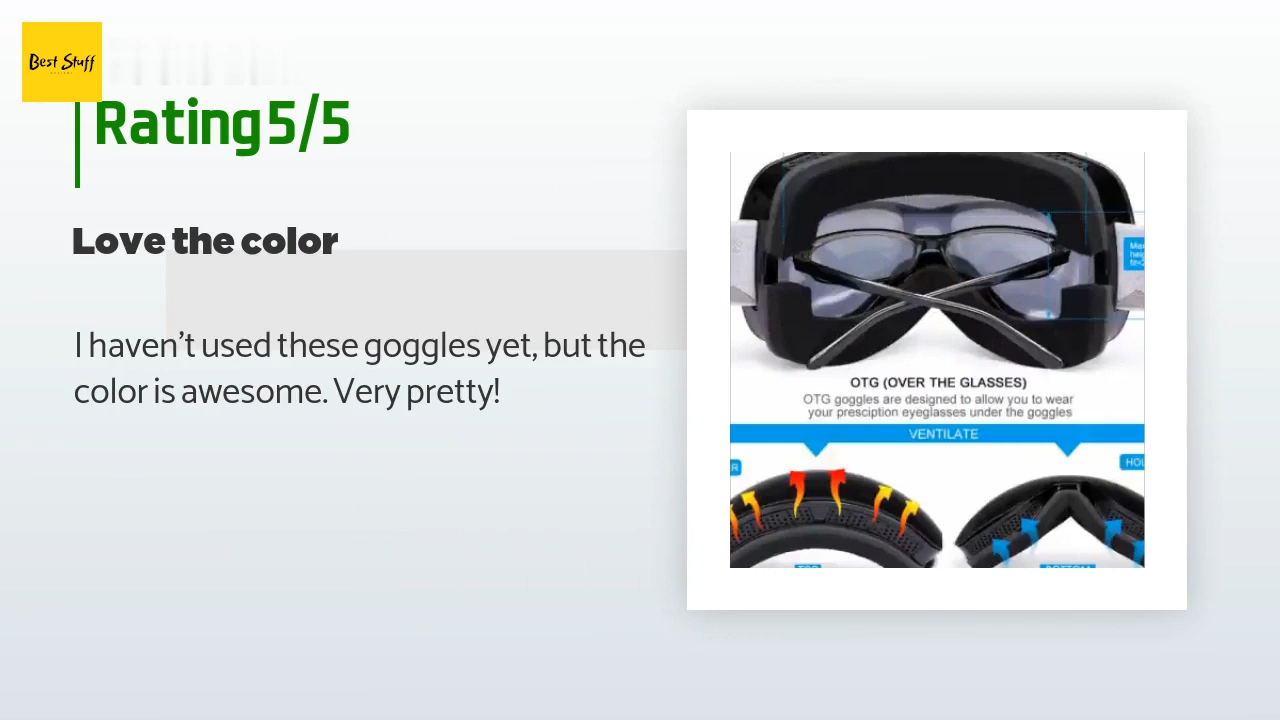 Best Stuff
Rating 5/5
Love the color
I haven't used these goggles yet, but the
color is awesome. Very pretty!
OTG (OVER THE GLASSES)
OTG goggles are designed to allow you to wear
your presciption eyeglasses under the goggles
VENTILATE